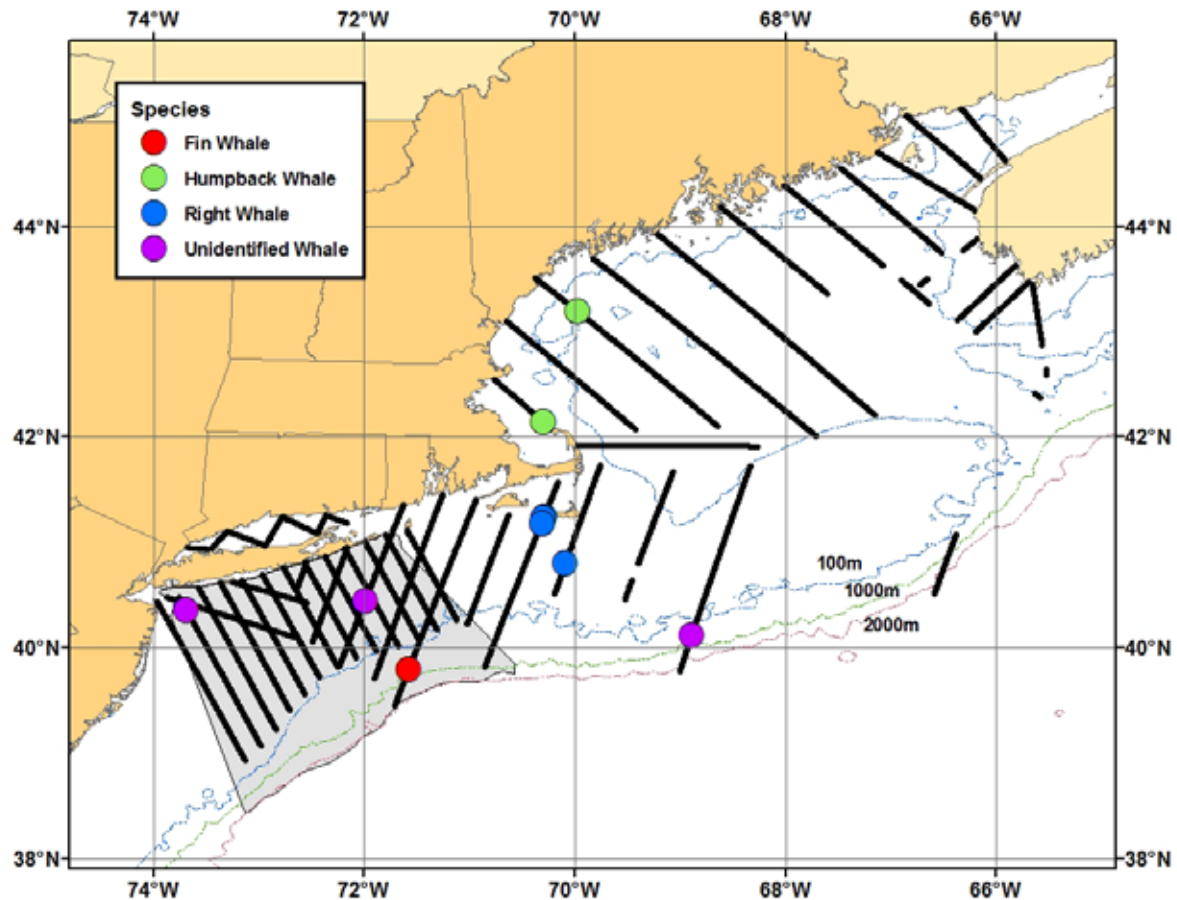 74°W 72°W 70°W 68°W 66°W
Species
Fin Whale
Humpback Whale
Right Whale
Unidentified Whale
44°N 44°N
42°N 42°N
100m
1000m
2000m
40°N 40°N
38°N 38°N
74°W 72°W 70°W 68°W 66°W